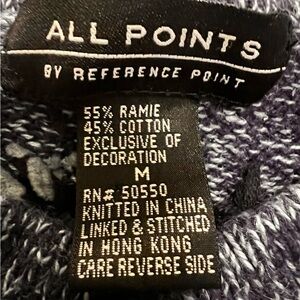 ALL POINTS
BY REFERENCE POINT
55% RAMIE
45% COTTON
EXCLUSIVE OF
DECORATION
M
RN# 50550
KNITTED IN CHINA
LINKED & STITCHED
IN HONG KONG
CARE REVERSE SIDE